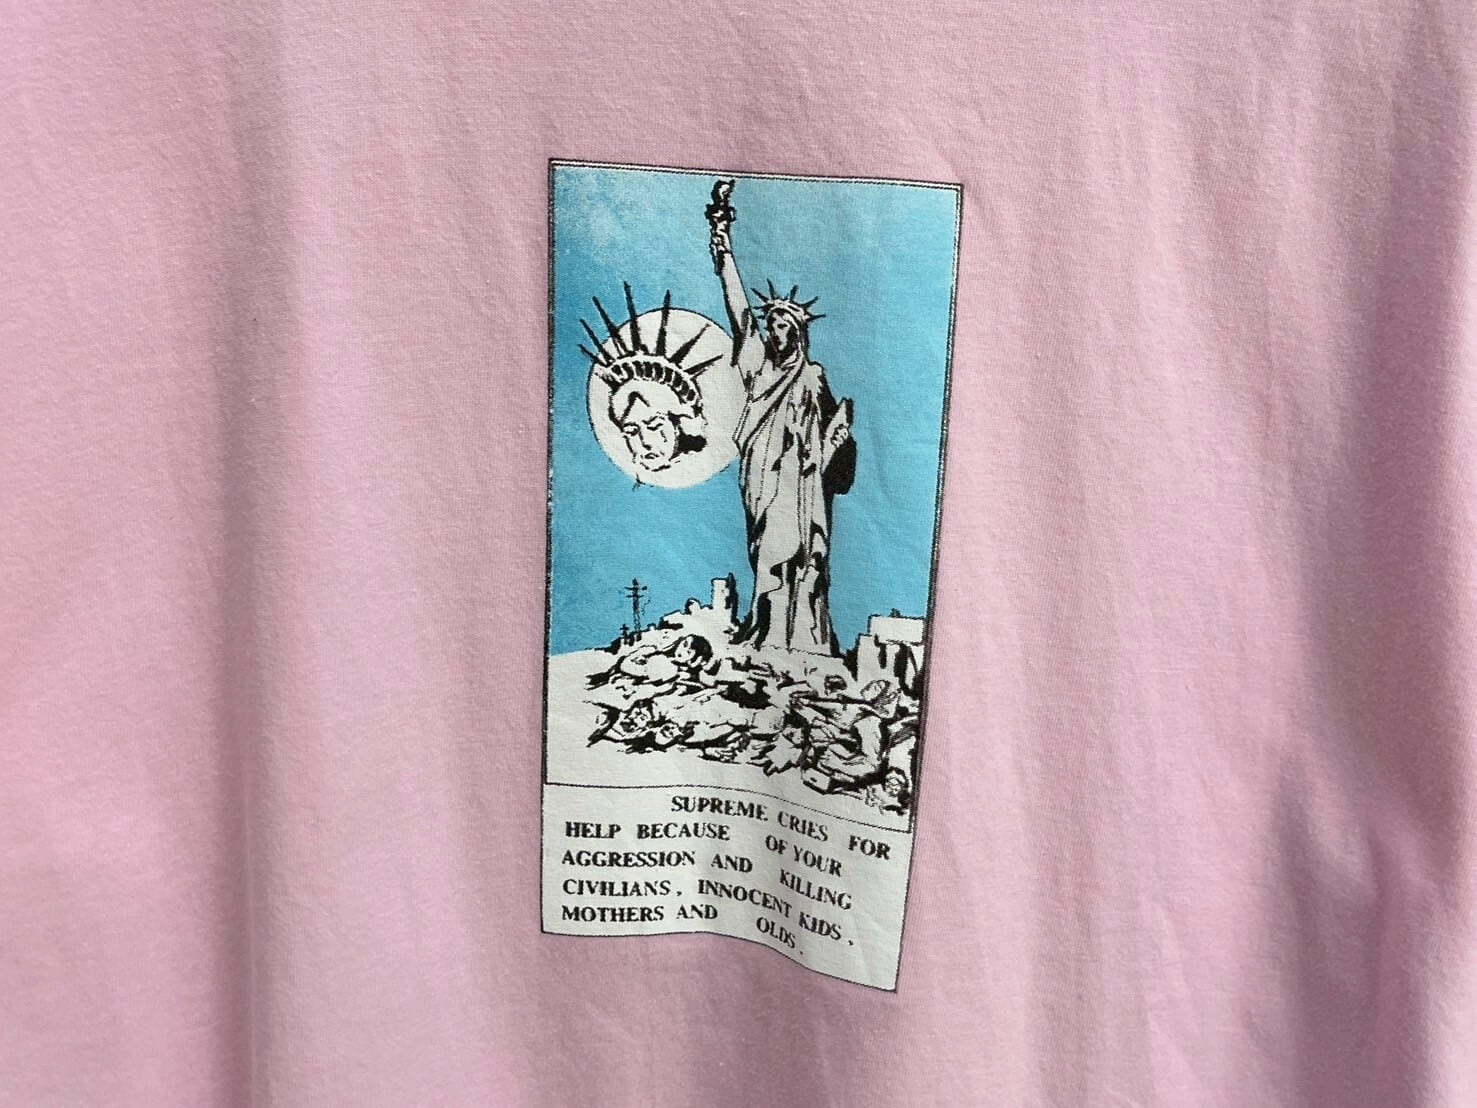 SUPREME CRIES FOR
HELP BECAUSE OF YOUR
AGGRESSION AND KILLING
CIVILIANS, INNOCENT KIDS,
MOTHERS AND OLDS.